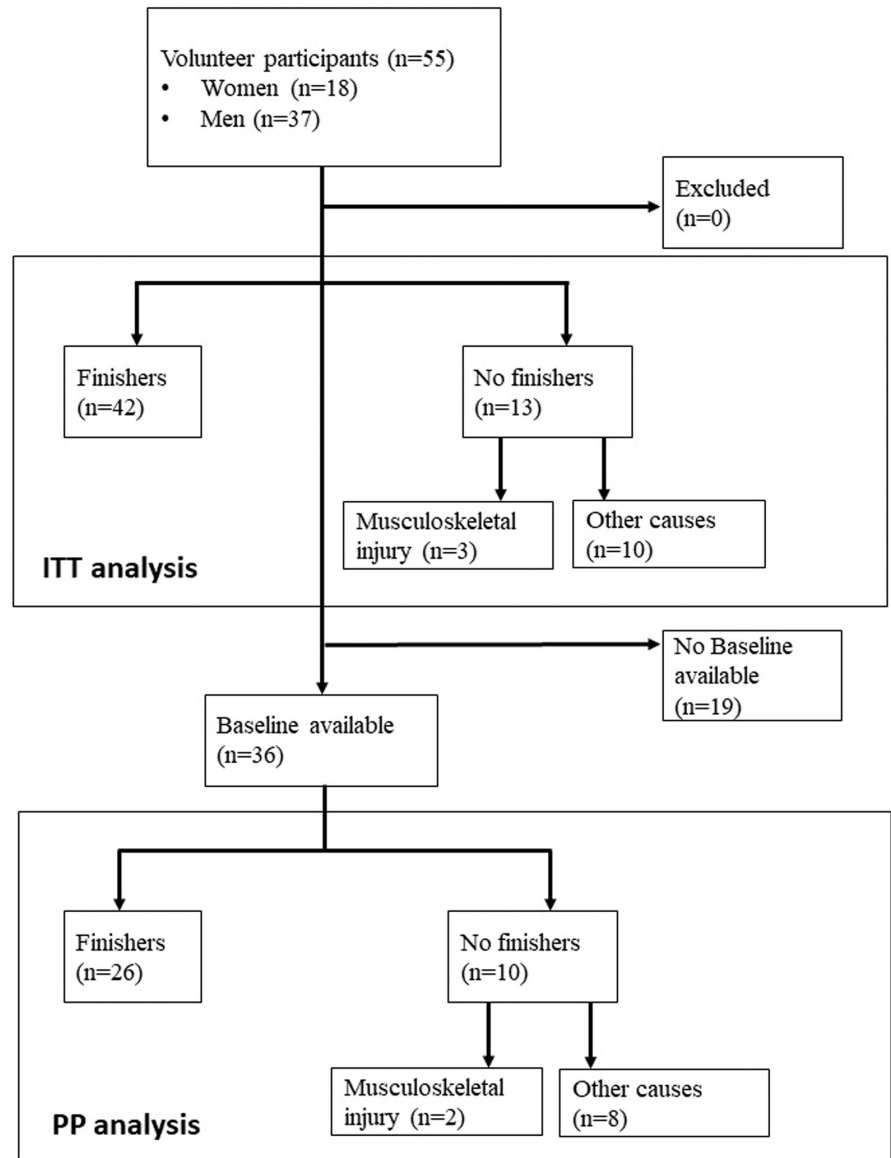 Volunteer participants (n=55)
• Women (n=18)
• Men (n=37)
Excluded
(n=0)
Finishers
(n=42)
No finishers
(n=13)
Musculoskeletal
injury (n=3)
Other causes
(n=10)
ITT analysis
No Baseline
available
(n=19)
Baseline available
(n=36)
Finishers
(n=26)
No finishers
(n=10)
Musculoskeletal
injury (n=2)
Other causes
(n=8)
PP analysis